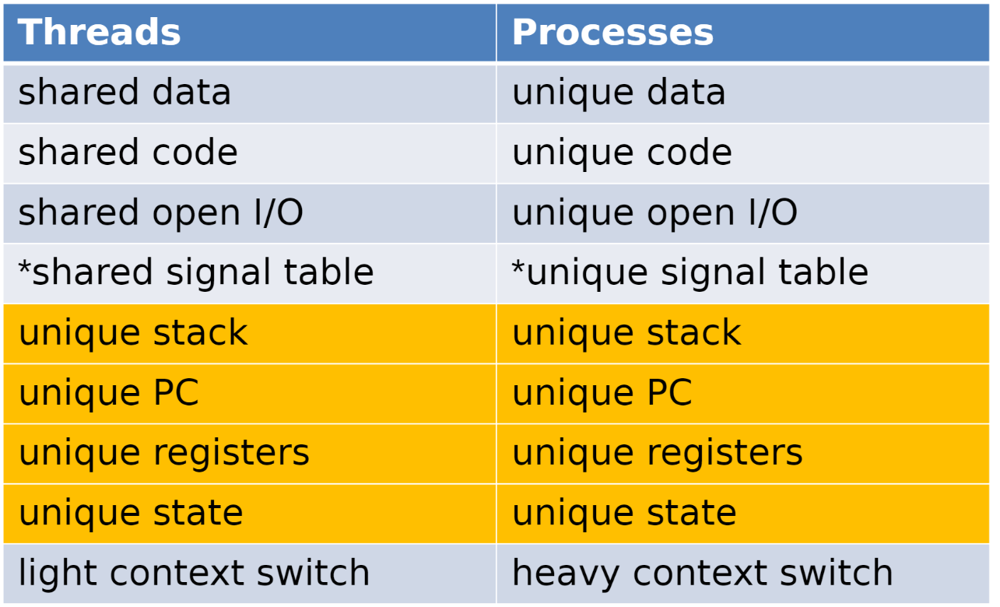 Threads Processes
shared data unique data
shared code unique code
shared open I/O unique open I/O
*shared signal table *unique signal table
unique stack unique stack
unique PC unique PC
unique registers unique registers
unique state unique state
light context switch heavy context switch